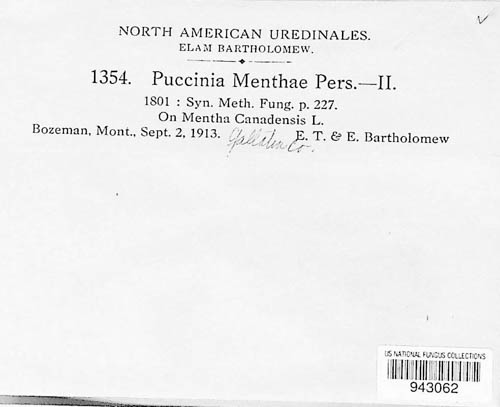 NORTH AMERICAN UREDINALES.
ELAM BARTHOLOMEW.
1354. Puccinia Menthae Pers.—II.
1801 : Syn. Meth. Fung. p. 227.
On Mentha Canadensis L.
Bozeman, Mont., Sept. 2, 1913. Gallatin Co. E. T. & E. Bartholomew
US NATIONAL FUNGUS COLLECTIONS
943062